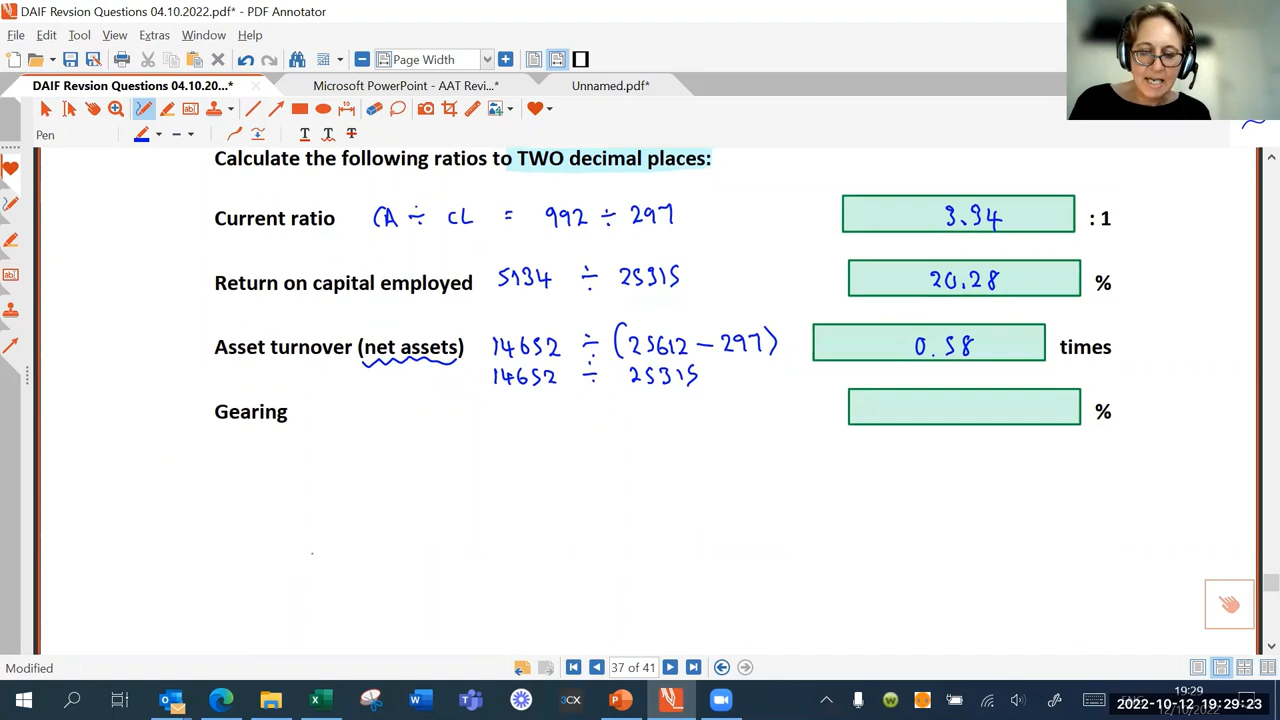 DAIF Revsion Questions 04.10.2022.pdf* - PDF Annotator
File Edit Tool View Extras Window Help
Page Width
DAIF Revsion Questions 04.10.20...* Microsoft PowerPoint - AAT Revi...* Unnamed.pdf*
Pen
Calculate the following ratios to TWO decimal places:
Current ratio CA ÷ CL = 992 ÷ 297 3.34 : 1
Return on capital employed 5134 ÷ 25315 20.28 %
Asset turnover (net assets) 14652 ÷ (25612 - 297) 0.58 times
14652 ÷ 25315
Gearing %
Modified 37 of 41
19:29
2022-10-12 19:29:23